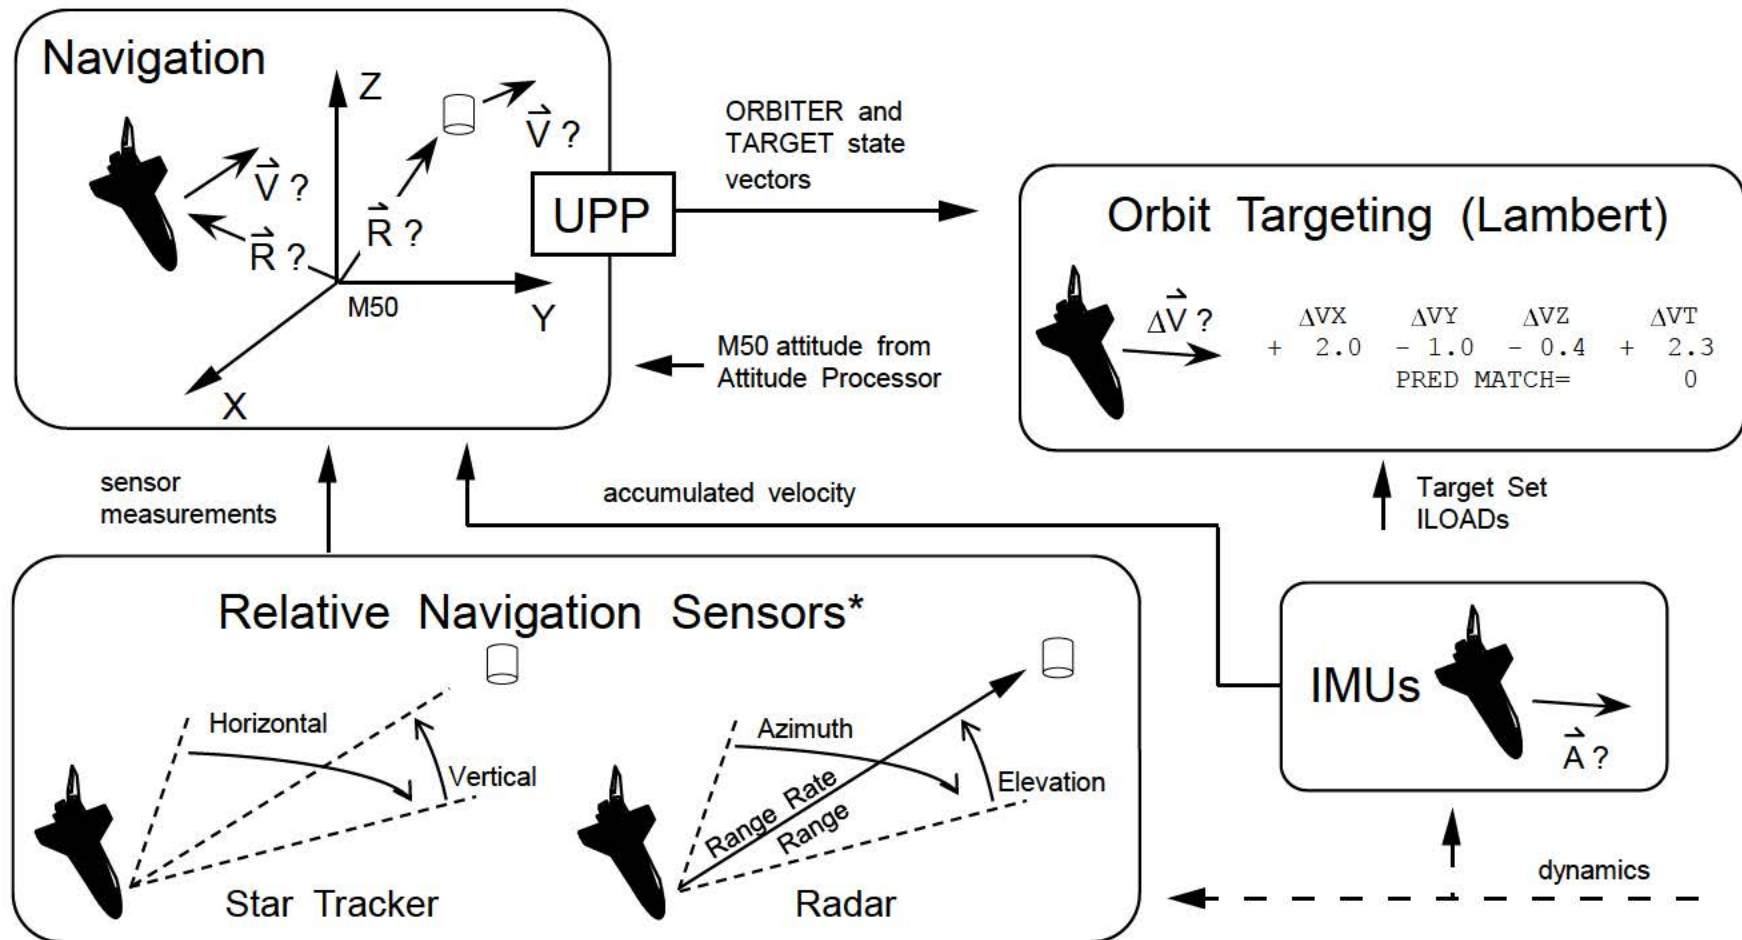 Navigation
Z
V ?
V ?
R ?
R ?
M50
Y
X
UPP
ORBITER and
TARGET state
vectors
M50 attitude from
Attitude Processor
Orbit Targeting (Lambert)
ΔV ?
ΔVX ΔVY ΔVZ ΔVT
+ 2.0 - 1.0 - 0.4 + 2.3
PRED MATCH= 0
sensor
measurements
accumulated velocity
Target Set
ILOADs
Relative Navigation Sensors*
Horizontal
Vertical
Star Tracker
Azimuth
Elevation
Range Rate
Range
Radar
IMUs
A ?
dynamics